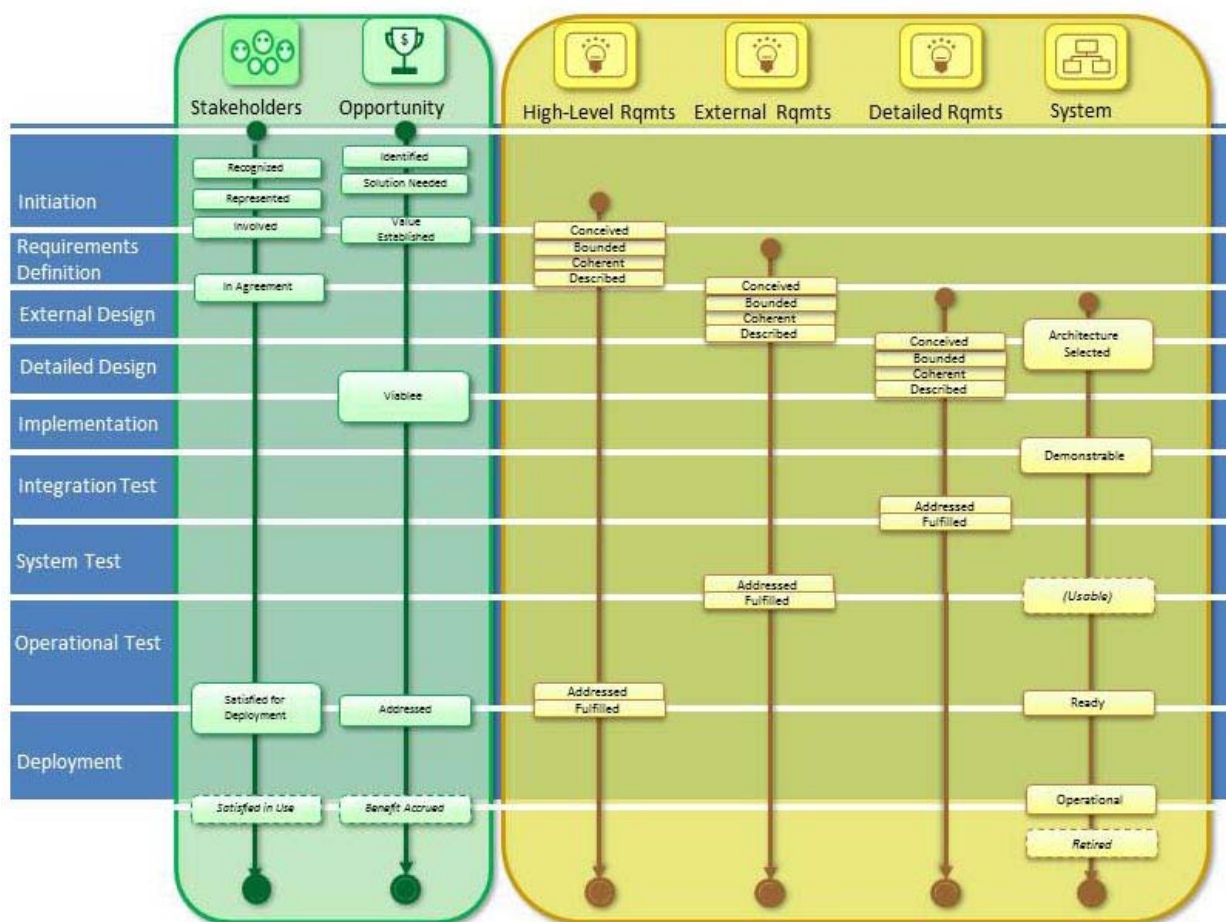 $
Stakeholders
Opportunity
High-Level Rqmts
External Rqmts
Detailed Rqmts
System
Initiation
Requirements
Definition
External Design
Detailed Design
Implementation
Integration Test
System Test
Operational Test
Deployment
Recognized
Represented
Involved
In Agreement
Satisfied for
Deployment
Satisfied in Use
Identified
Solution Needed
Value
Established
Viablee
Addressed
Benefit Accrued
Conceived
Bounded
Coherent
Described
Addressed
Fulfilled
Conceived
Bounded
Coherent
Described
Addressed
Fulfilled
Conceived
Bounded
Coherent
Described
Addressed
Fulfilled
Architecture
Selected
Demonstrable
(Usable)
Ready
Operational
Retired